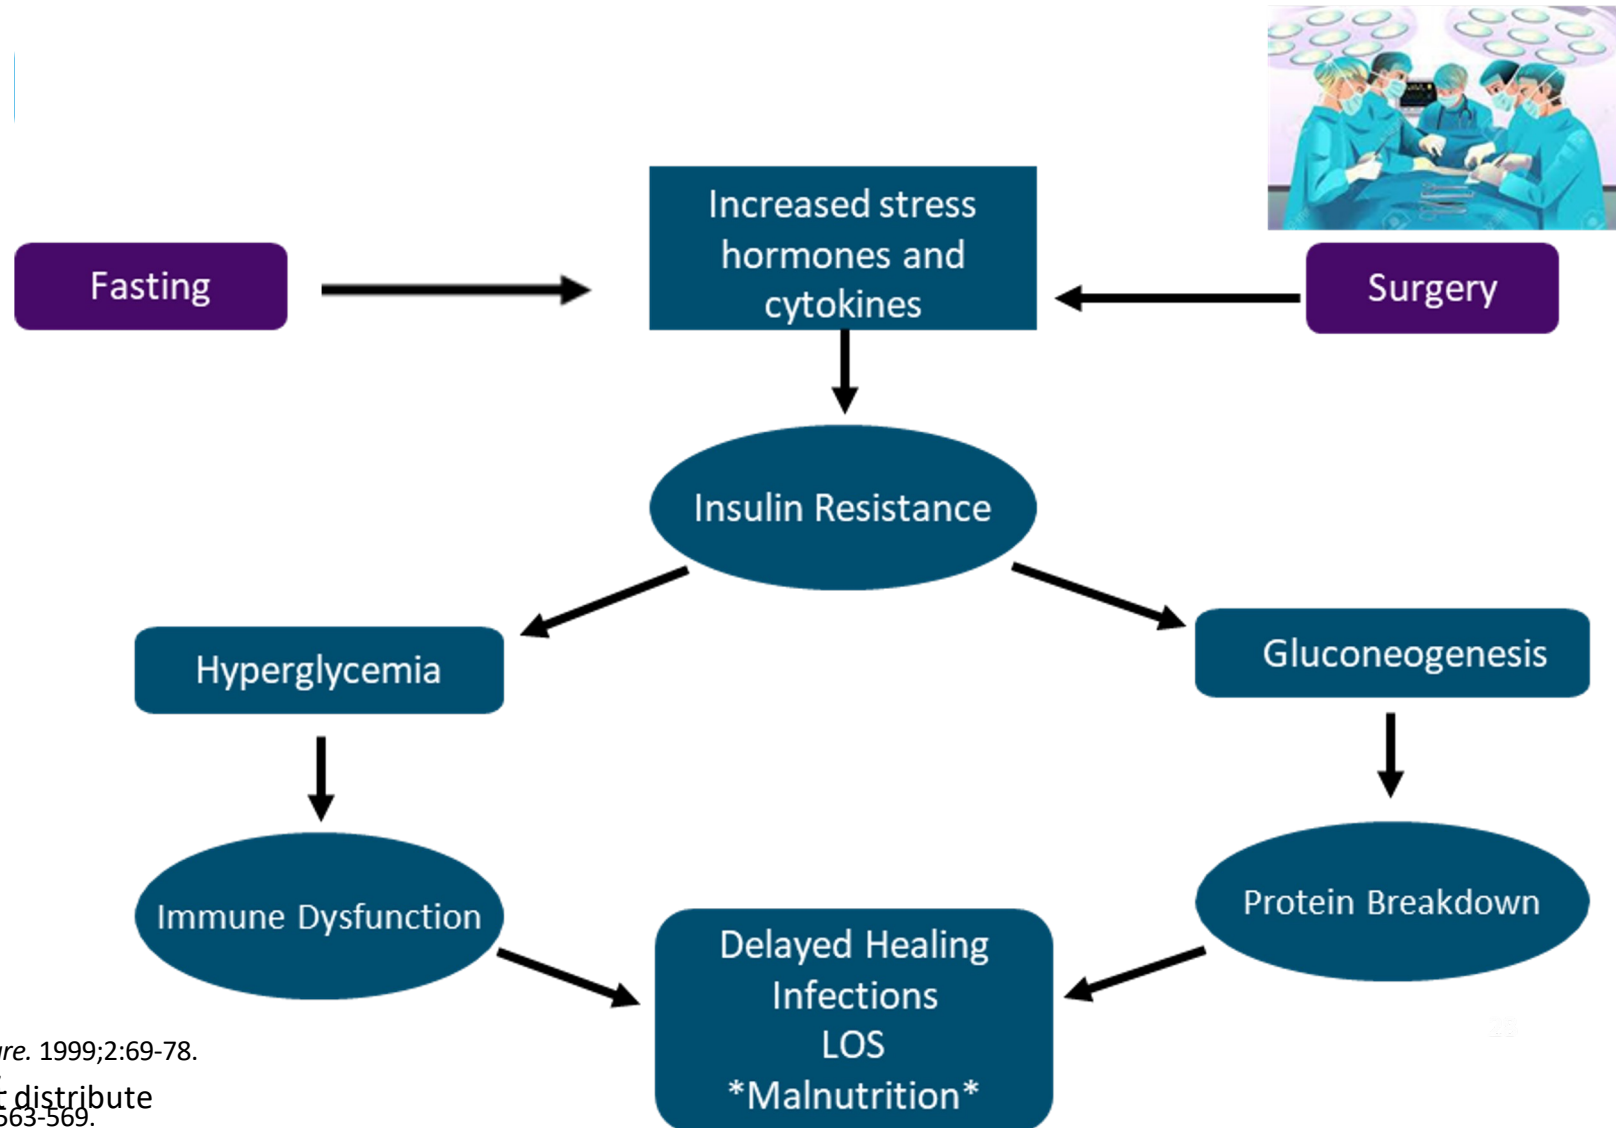 Increased stress
hormones and
cytokines
Fasting
Surgery
Insulin Resistance
Hyperglycemia
Gluconeogenesis
Immune Dysfunction
Protein Breakdown
Delayed Healing
Infections
LOS
*Malnutrition*
re. 1999;2:69-78.
distribute
563-569.